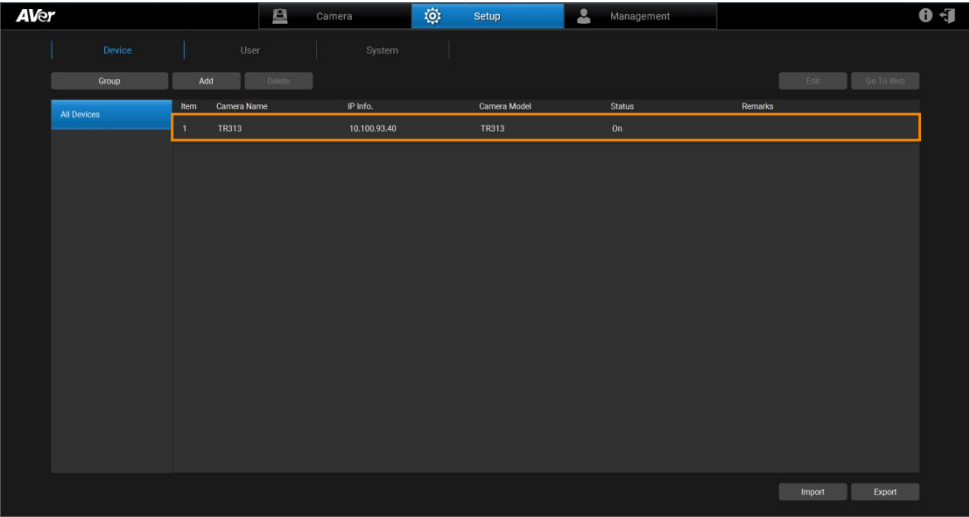 AVer Camera Setup Management
Device User System
Group Add Delete Edit Go To Web
All Devices
Item Camera Name IP Info. Camera Model Status Remarks
1 TR313 10.100.93.40 TR313 On
Import Export